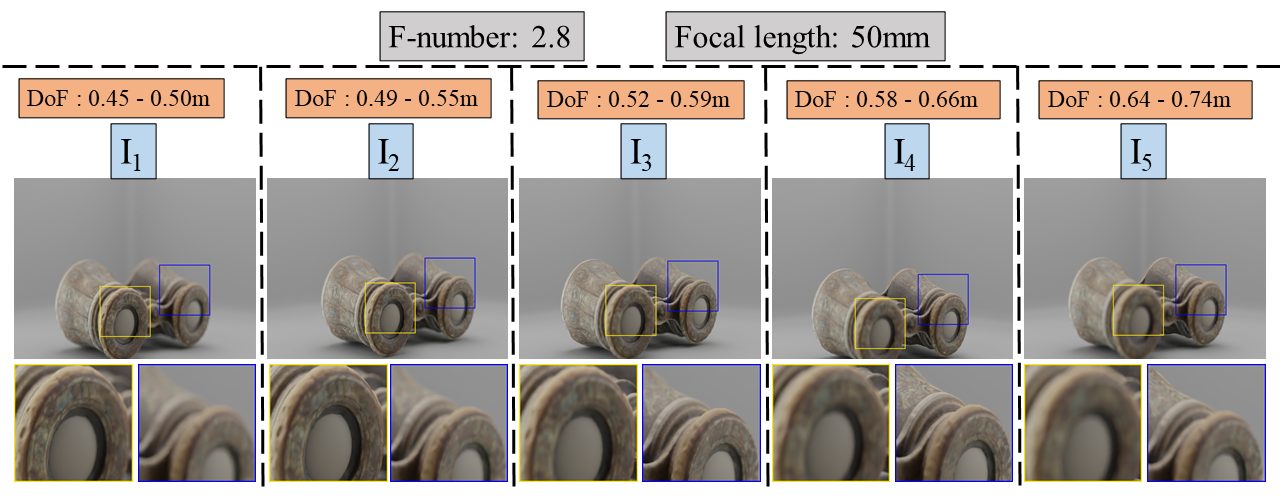 F-number: 2.8
Focal length: 50mm
DoF : 0.45 - 0.50m
DoF : 0.49 - 0.55m
DoF : 0.52 - 0.59m
DoF : 0.58 - 0.66m
DoF : 0.64 - 0.74m
I₁
I₂
I₃
I₄
I₅